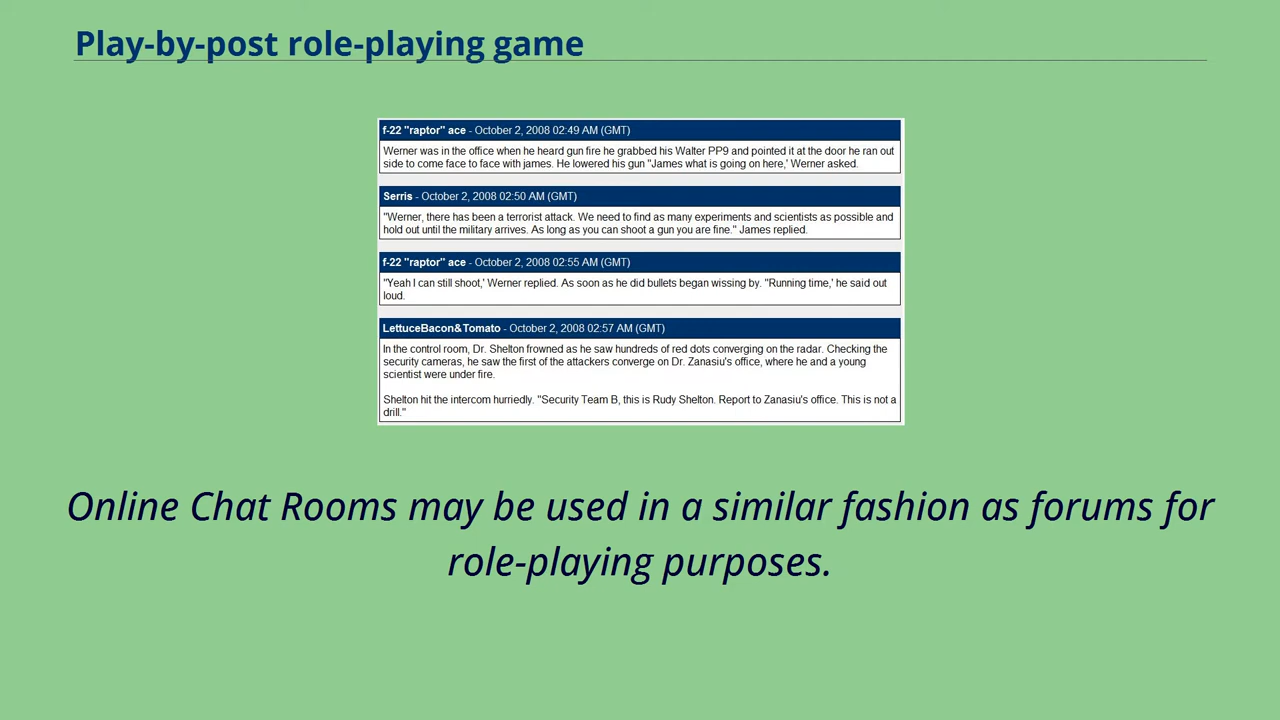 Play-by-post role-playing game
f-22 "raptor" ace - October 2, 2008 02:49 AM (GMT)
Werner was in the office when he heard gun fire he grabbed his Walter PP9 and pointed it at the door he ran out
side to come face to face with james. He lowered his gun "James what is going on here,' Werner asked.
Serris - October 2, 2008 02:50 AM (GMT)
"Werner, there has been a terrorist attack. We need to find as many experiments and scientists as possible and
hold out until the military arrives. As long as you can shoot a gun you are fine." James replied.
f-22 "raptor" ace - October 2, 2008 02:55 AM (GMT)
"Yeah I can still shoot,' Werner replied. As soon as he did bullets began wissing by. "Running time,' he said out
loud.
LettuceBacon&Tomato - October 2, 2008 02:57 AM (GMT)
In the control room, Dr. Shelton frowned as he saw hundreds of red dots converging on the radar. Checking the
security cameras, he saw the first of the attackers converge on Dr. Zanasiu's office, where he and a young
scientist were under fire.
Shelton hit the intercom hurriedly. "Security Team B, this is Rudy Shelton. Report to Zanasiu's office. This is not a
drill."
Online Chat Rooms may be used in a similar fashion as forums for
role-playing purposes.